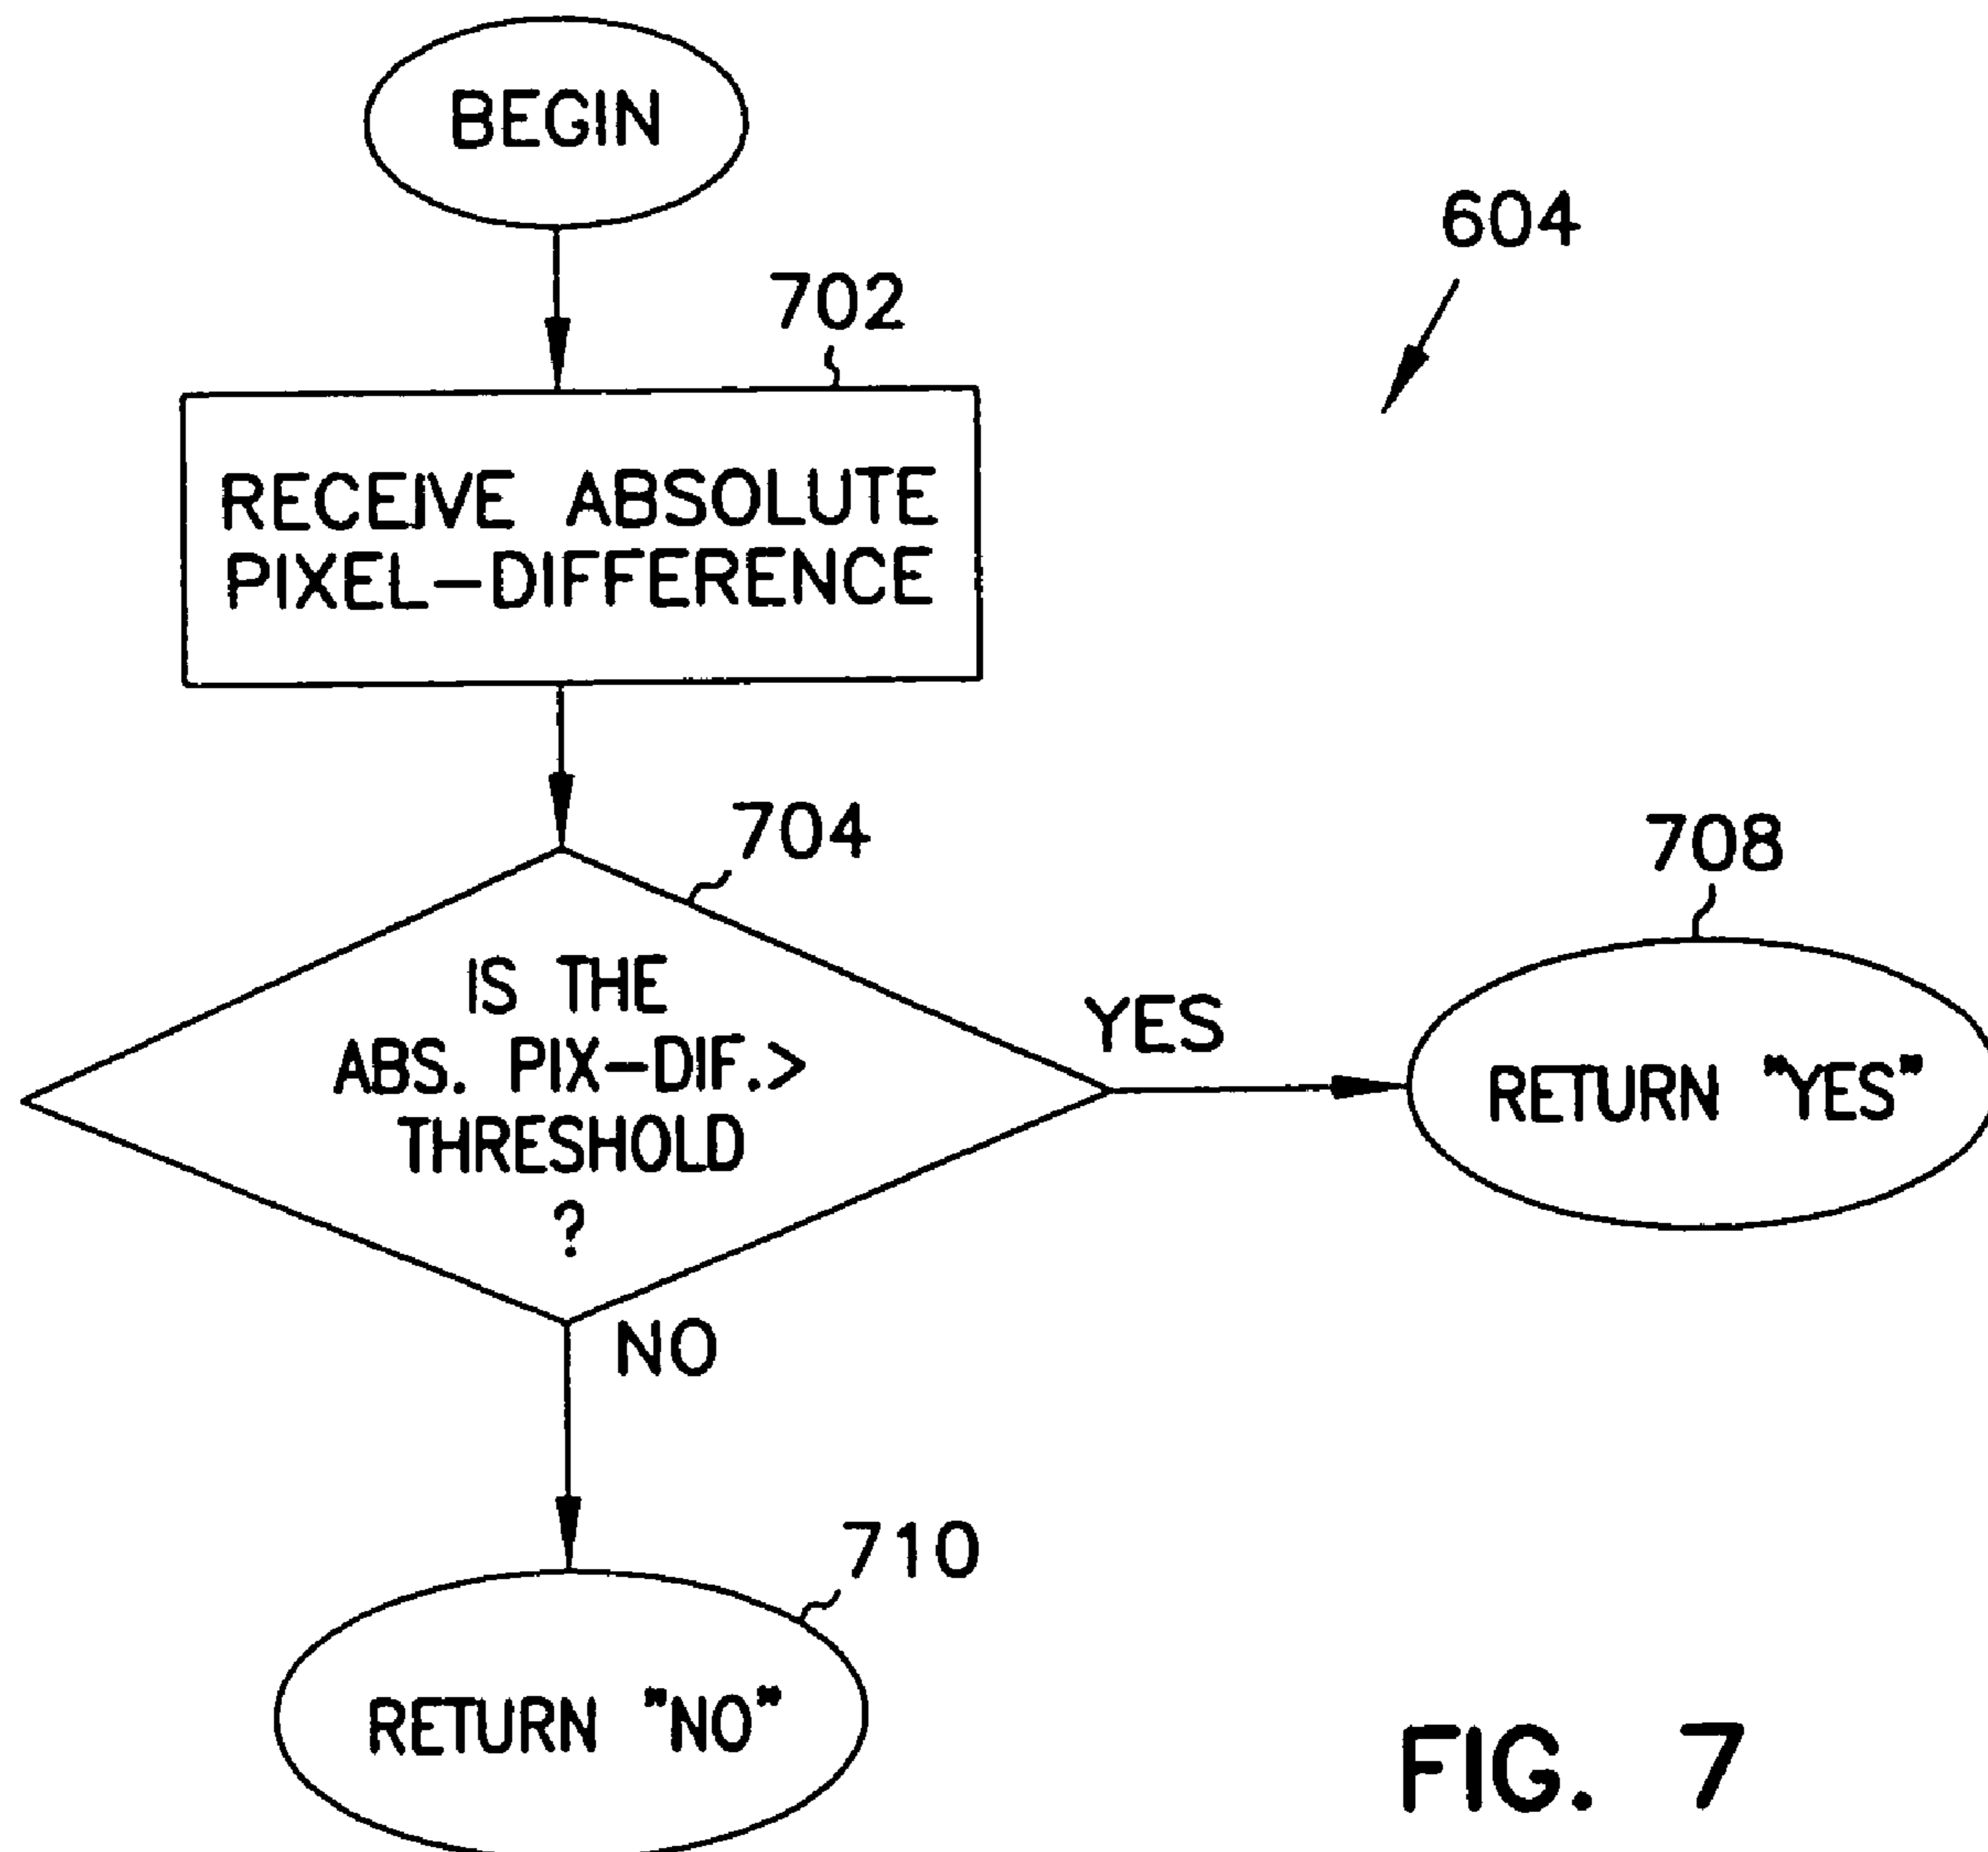 BEGIN
604
702
RECEIVE ABSOLUTE
PIXEL-DIFFERENCE
704
708
IS THE
ABS. PIX-DIF.>
THRESHOLD
?
YES
RETURN "YES"
NO
710
RETURN "NO"
FIG. 7